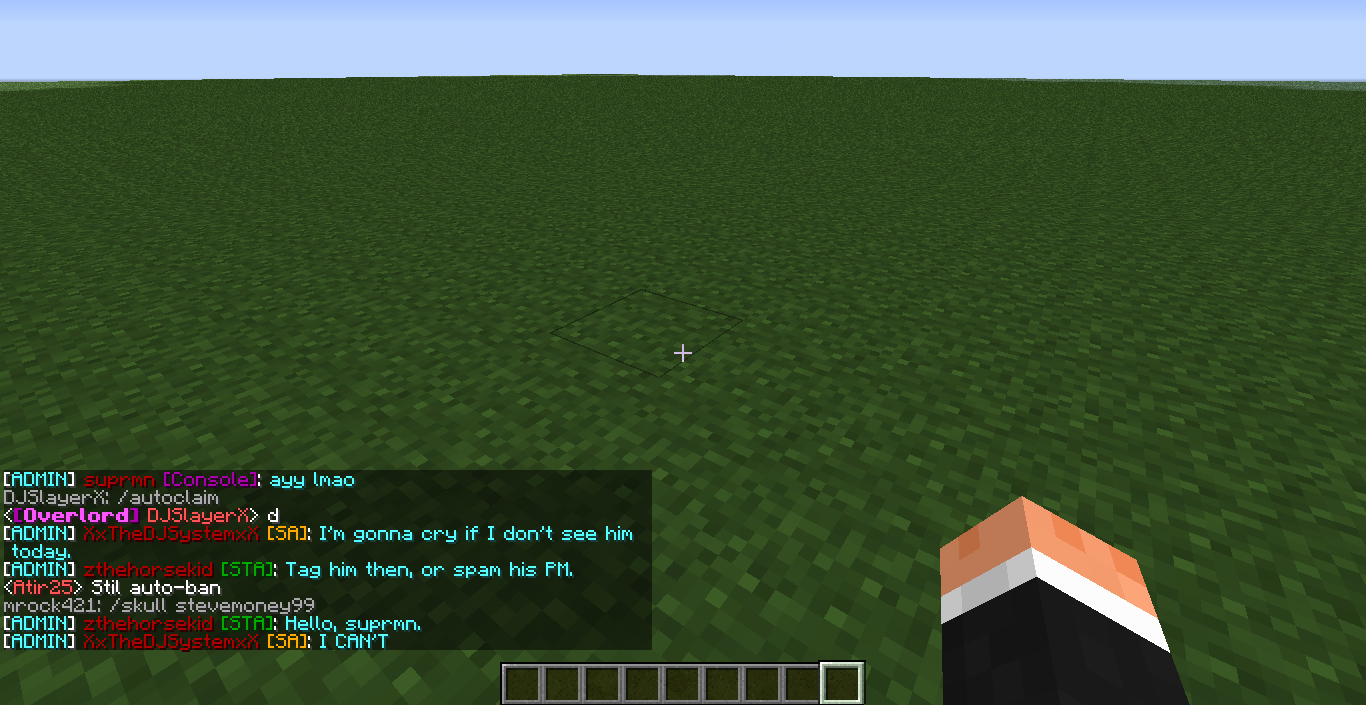 [ADMIN] suprmn [Console]: ayy lmao
DJSlayerX: /autoclaim
<[Overlord] DJSlayerX> d
[ADMIN] XxTheDJSystemxX [SA]: I'm gonna cry if I don't see him
today.
[ADMIN] zthehorsekid [STA]: Tag him then, or spam his PM.
<Atir25> Stil auto-ban
mrock421: /skull stevemoney99
[ADMIN] zthehorsekid [STA]: Hello, suprmn.
[ADMIN] XxTheDJSystemxX [SA]: I CAN'T